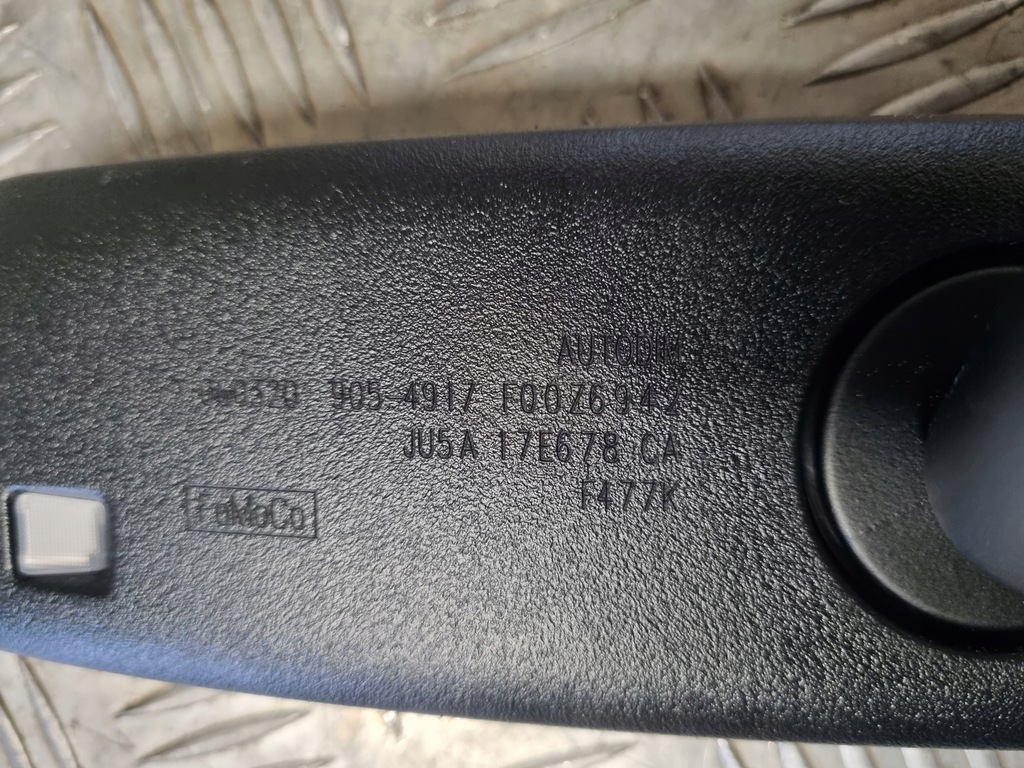 AUTODIM
905 4917 F00Z6942
JU5A 17E678 CA
F477K
FoMoCo